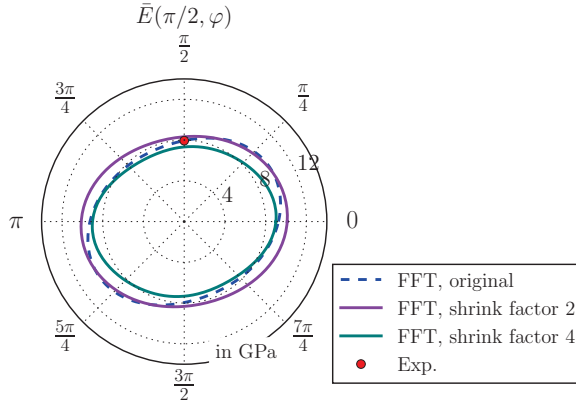 Ē(π/2, φ)
π/2
3π/4
π/4
12
8
4
π
0
5π/4
7π/4
in GPa
3π/2
FFT, original
FFT, shrink factor 2
FFT, shrink factor 4
Exp.